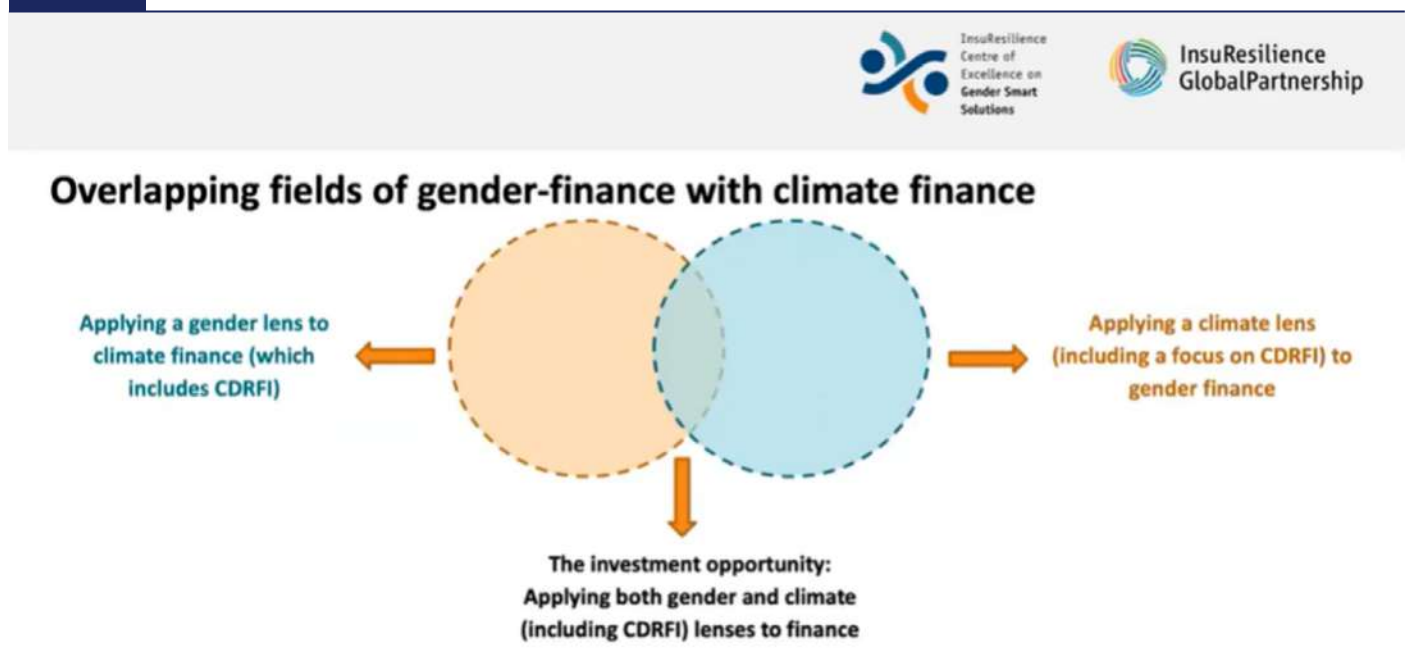 InsuResilience
Centre of
Excellence on
Gender Smart
Solutions
InsuResilience
GlobalPartnership
Overlapping fields of gender-finance with climate finance
Applying a gender lens to
climate finance (which
includes CDRFI)
Applying a climate lens
(including a focus on CDRFI) to
gender finance
The investment opportunity:
Applying both gender and climate
(including CDRFI) lenses to finance